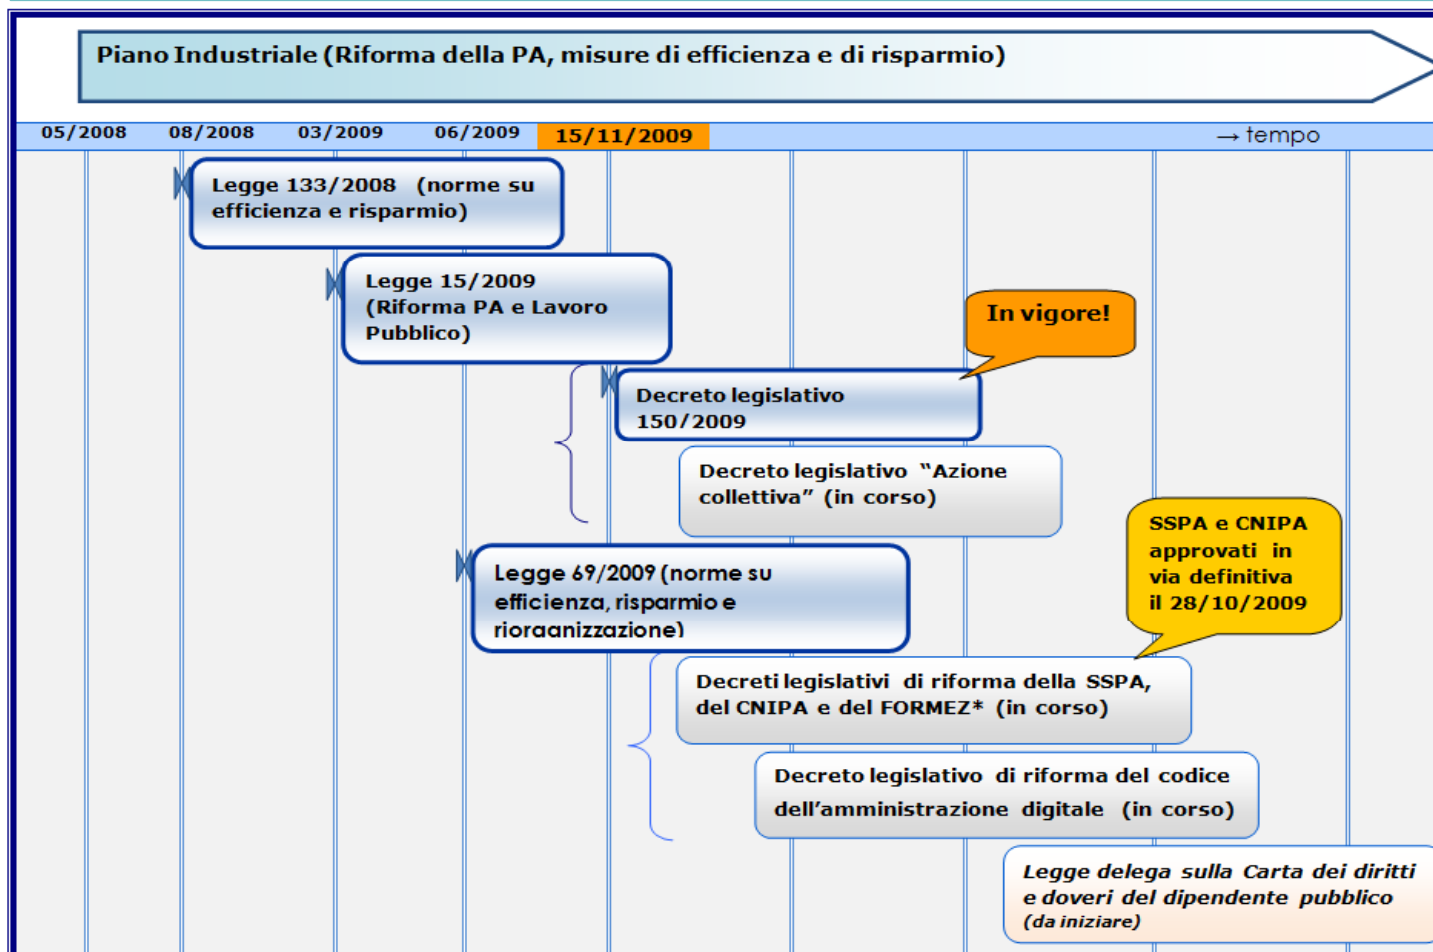 Piano Industriale (Riforma della PA, misure di efficienza e di risparmio)
05/2008 08/2008 03/2009 06/2009 15/11/2009 → tempo
Legge 133/2008 (norme su
efficienza e risparmio)
Legge 15/2009
(Riforma PA e Lavoro
Pubblico)
In vigore!
Decreto legislativo
150/2009
Decreto legislativo “Azione
collettiva” (in corso)
SSPA e CNIPA
approvati in
via definitiva
il 28/10/2009
Legge 69/2009 (norme su
efficienza, risparmio e
riorganizzazione)
Decreti legislativi di riforma della SSPA,
del CNIPA e del FORMEZ* (in corso)
Decreto legislativo di riforma del codice
dell’amministrazione digitale (in corso)
Legge delega sulla Carta dei diritti
e doveri del dipendente pubblico
(da iniziare)